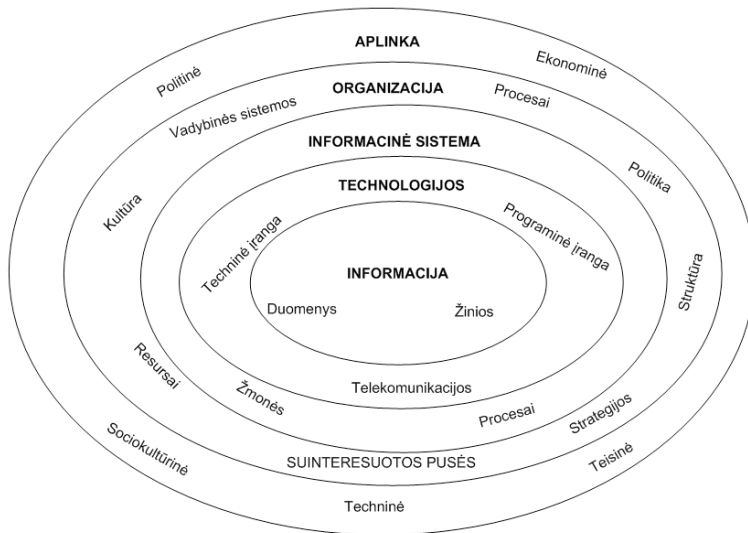 APLINKA
Politinė
Ekonominė
ORGANIZACIJA
Vadybinės sistemos
Procesai
INFORMACINĖ SISTEMA
Politika
TECHNOLOGIJOS
Kultūra
Techninė įranga
Programinė įranga
INFORMACIJA
Struktūra
Duomenys
Žinios
Resursai
Žmonės
Telekomunikacijos
Procesai
Strategijos
Sociokultūrinė
SUINTERESUOTOS PUSĖS
Teisinė
Techninė